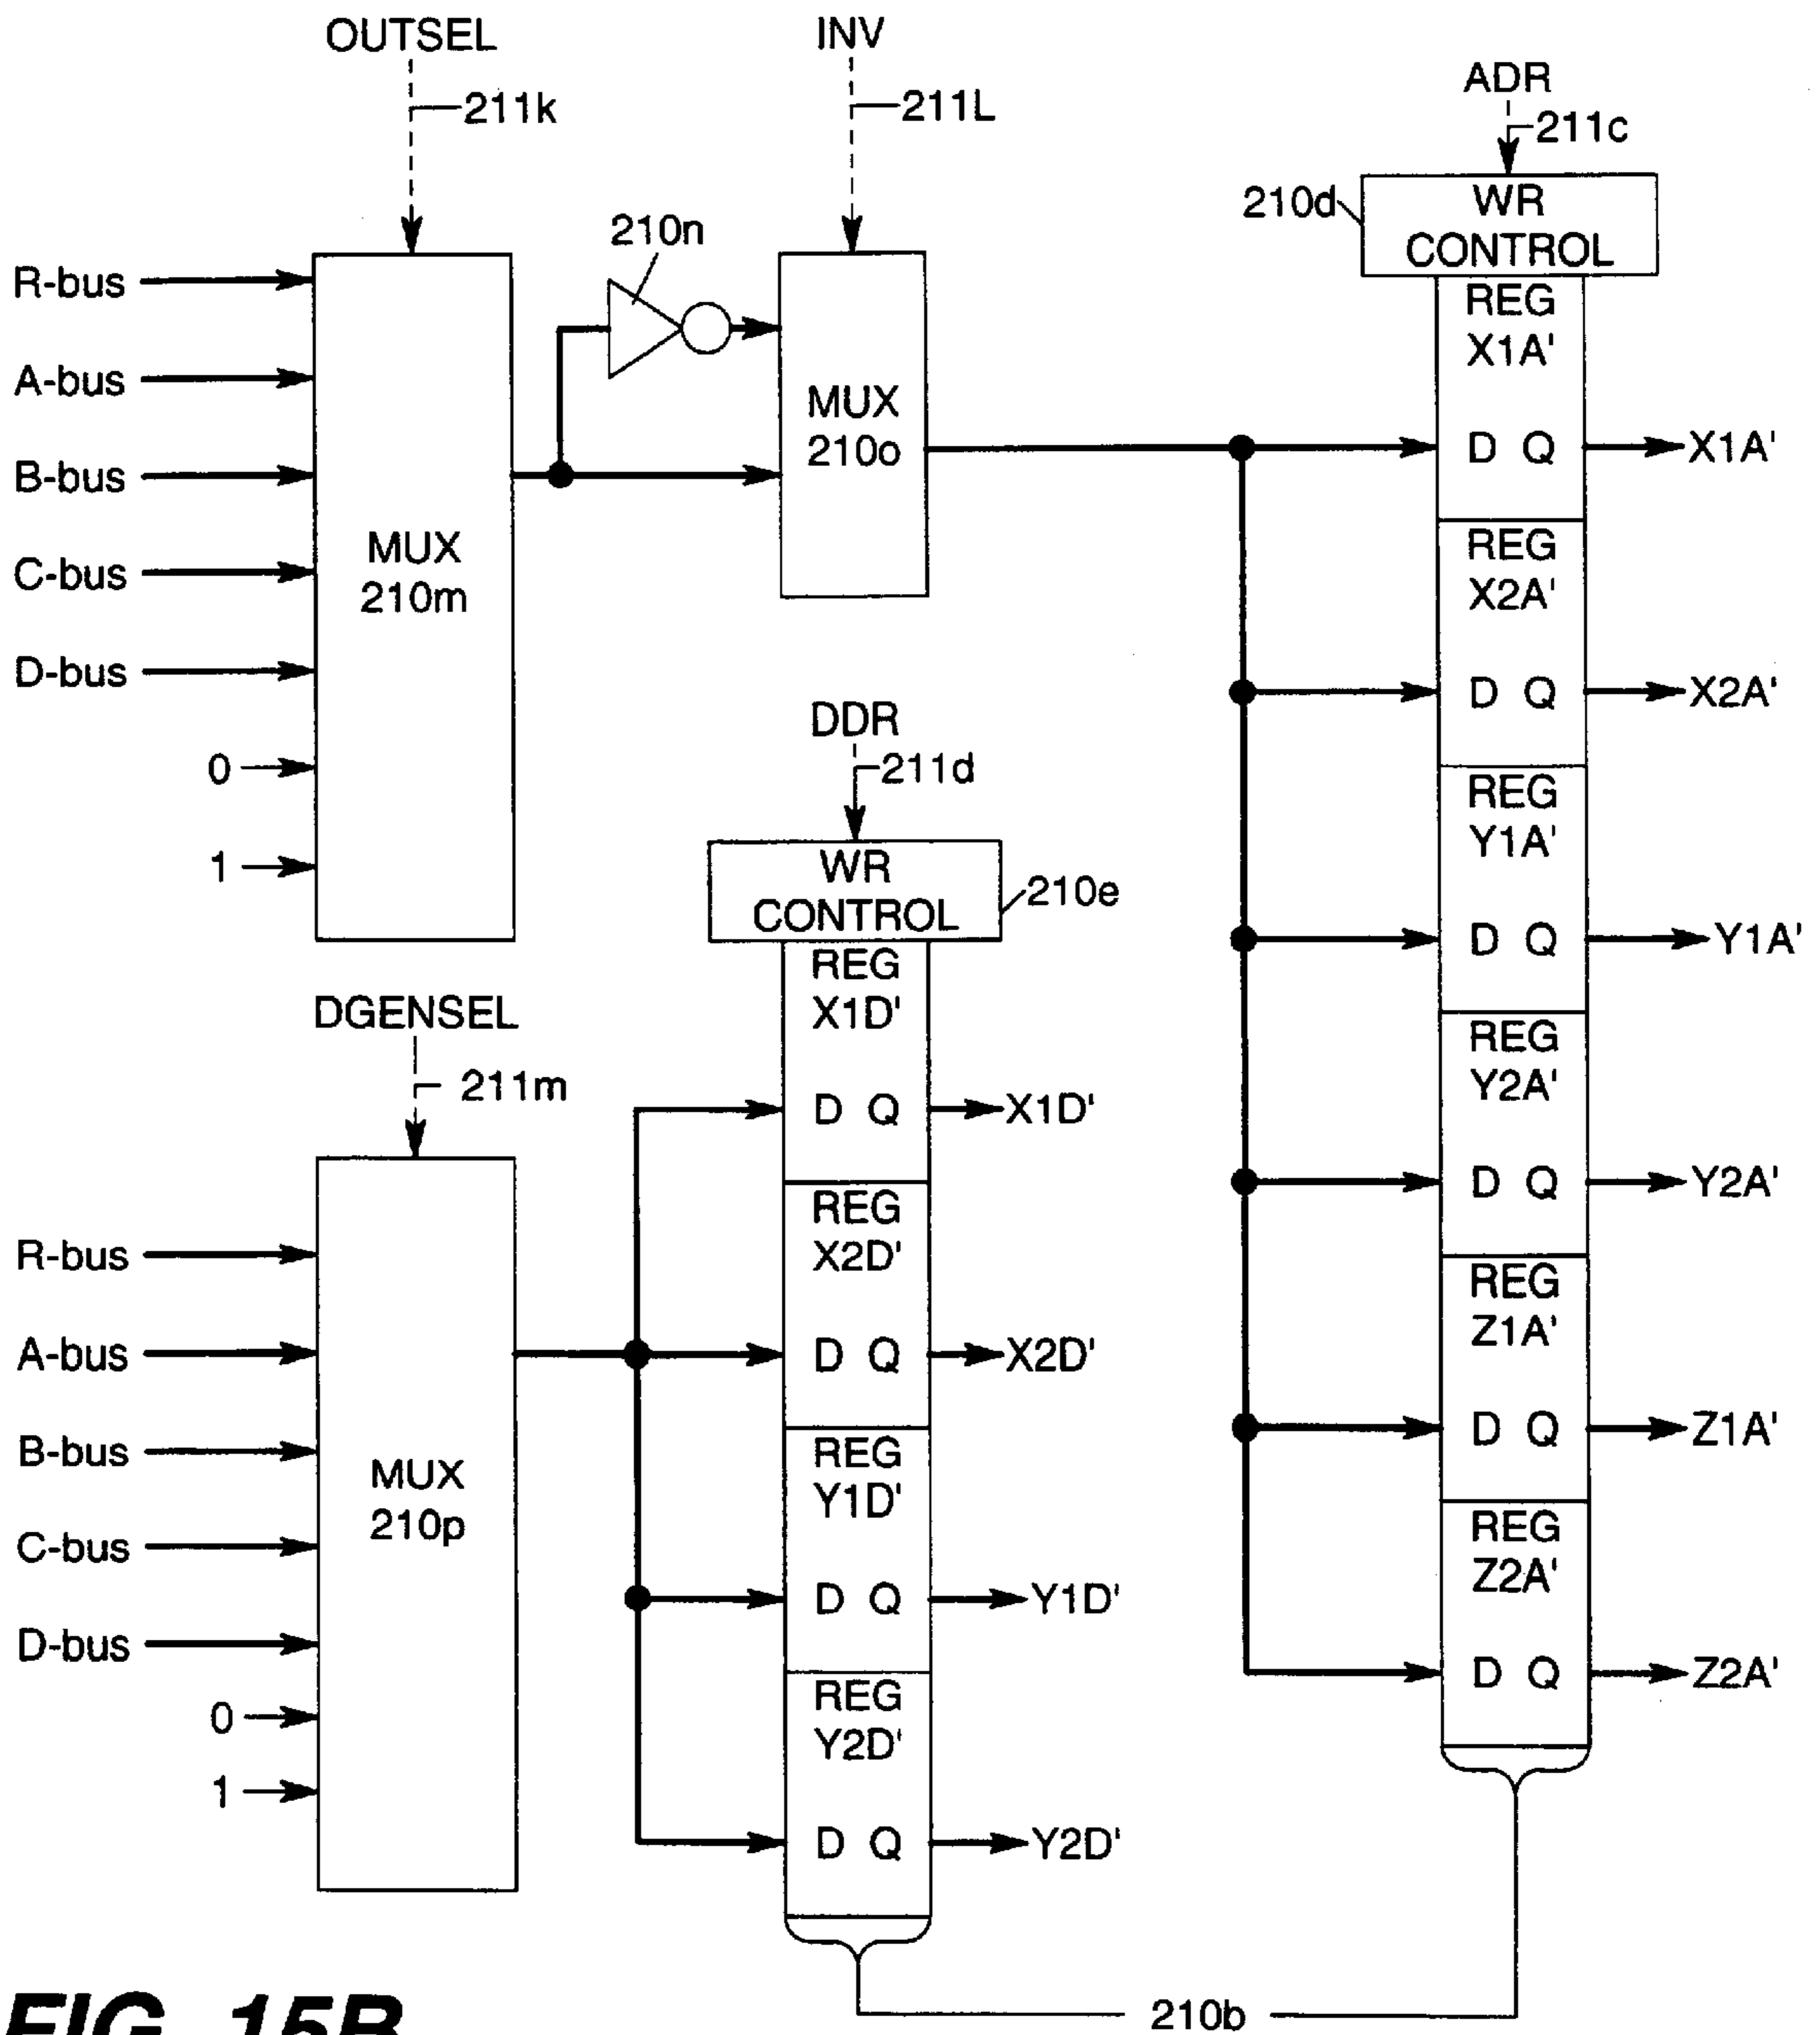 OUTSEL
211k
INV
211L
ADR
211c
210d
WR
CONTROL
210n
R-bus
A-bus
B-bus
C-bus
D-bus
0
1
MUX
210m
MUX
210o
REG
X1A'
D Q
X1A'
REG
X2A'
D Q
X2A'
REG
Y1A'
D Q
Y1A'
REG
Y2A'
D Q
Y2A'
REG
Z1A'
D Q
Z1A'
REG
Z2A'
D Q
Z2A'
DDR
211d
WR
CONTROL
210e
DGENSEL
211m
R-bus
A-bus
B-bus
C-bus
D-bus
0
1
MUX
210p
REG
X1D'
D Q
X1D'
REG
X2D'
D Q
X2D'
REG
Y1D'
D Q
Y1D'
REG
Y2D'
D Q
Y2D'
210b
FIG. 15B